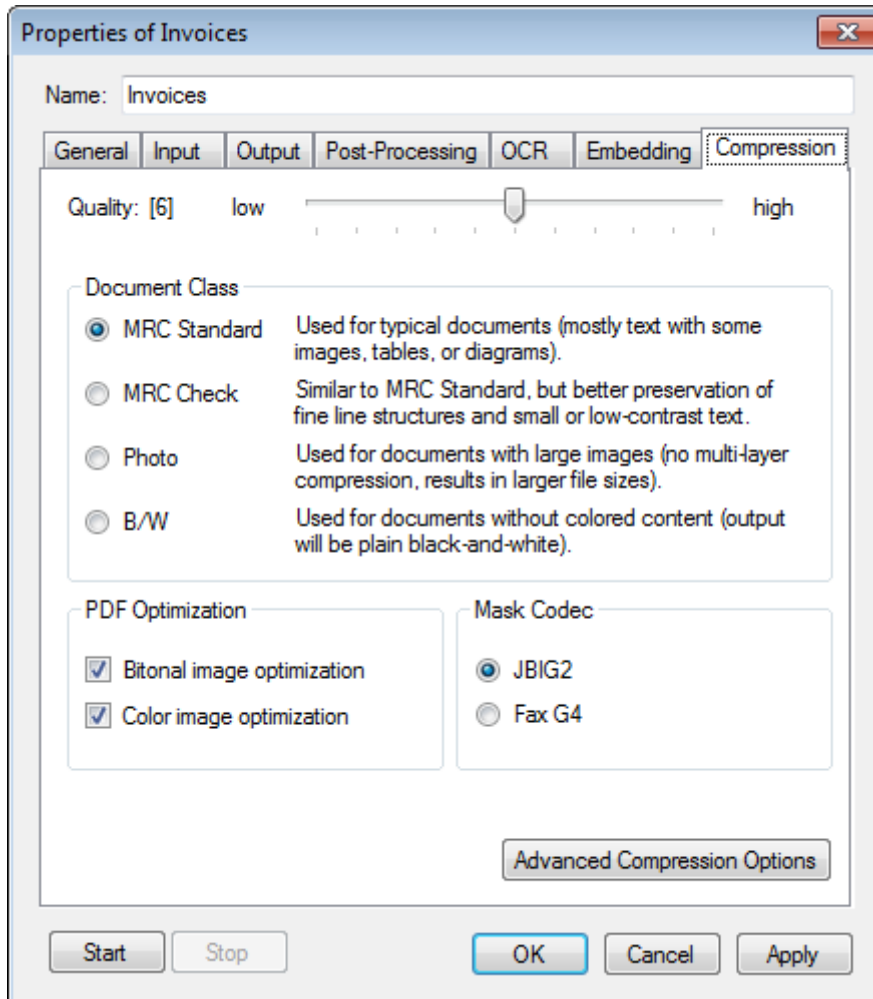 Properties of Invoices
Name: Invoices
General Input Output Post-Processing OCR Embedding Compression
Quality: [6] low high
Document Class
MRC Standard Used for typical documents (mostly text with some
images, tables, or diagrams).
MRC Check Similar to MRC Standard, but better preservation of
fine line structures and small or low-contrast text.
Photo Used for documents with large images (no multi-layer
compression, results in larger file sizes).
B/W Used for documents without colored content (output
will be plain black-and-white).
PDF Optimization Mask Codec
Bitonal image optimization JBIG2
Color image optimization Fax G4
Advanced Compression Options
Start Stop OK Cancel Apply